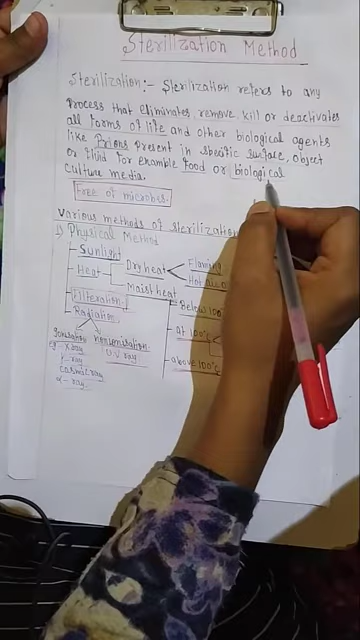 Sterilization Method
Sterilization:- Sterilization refers to any
process that eliminates, remove kill or deactivates
all forms of life and other biological agents
like Prions present in specific surface, object
or fluid for example food or biological
culture media.
Free of microbes.
Various methods of sterilization
1) Physical Method
Sunlight
Heat
Dry heat
Flaming
Hot
Moist heat
Below 100°
at 100°c
above 100°c
Filteration
Radiation
Ionisation
Nonionisation
eg - X ray
U.V ray
γ - ray
cosmic ray
α - ray